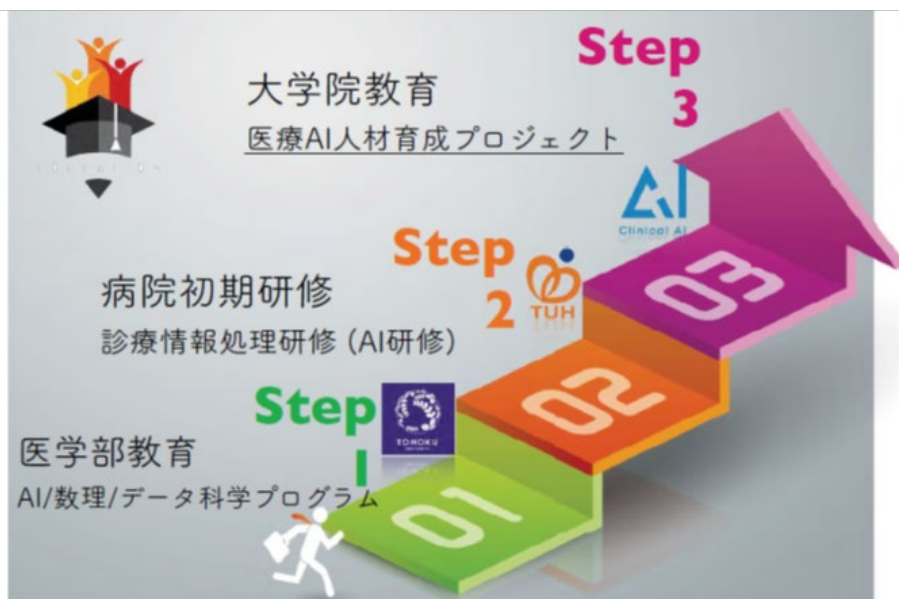 Step
3
大学院教育
医療AI人材育成プロジェクト
AI
Clinical AI
03
Step
2
TUH
病院初期研修
診療情報処理研修 (AI研修)
02
Step
1
TOHOKU
医学部教育
AI/数理/データ科学プログラム
01